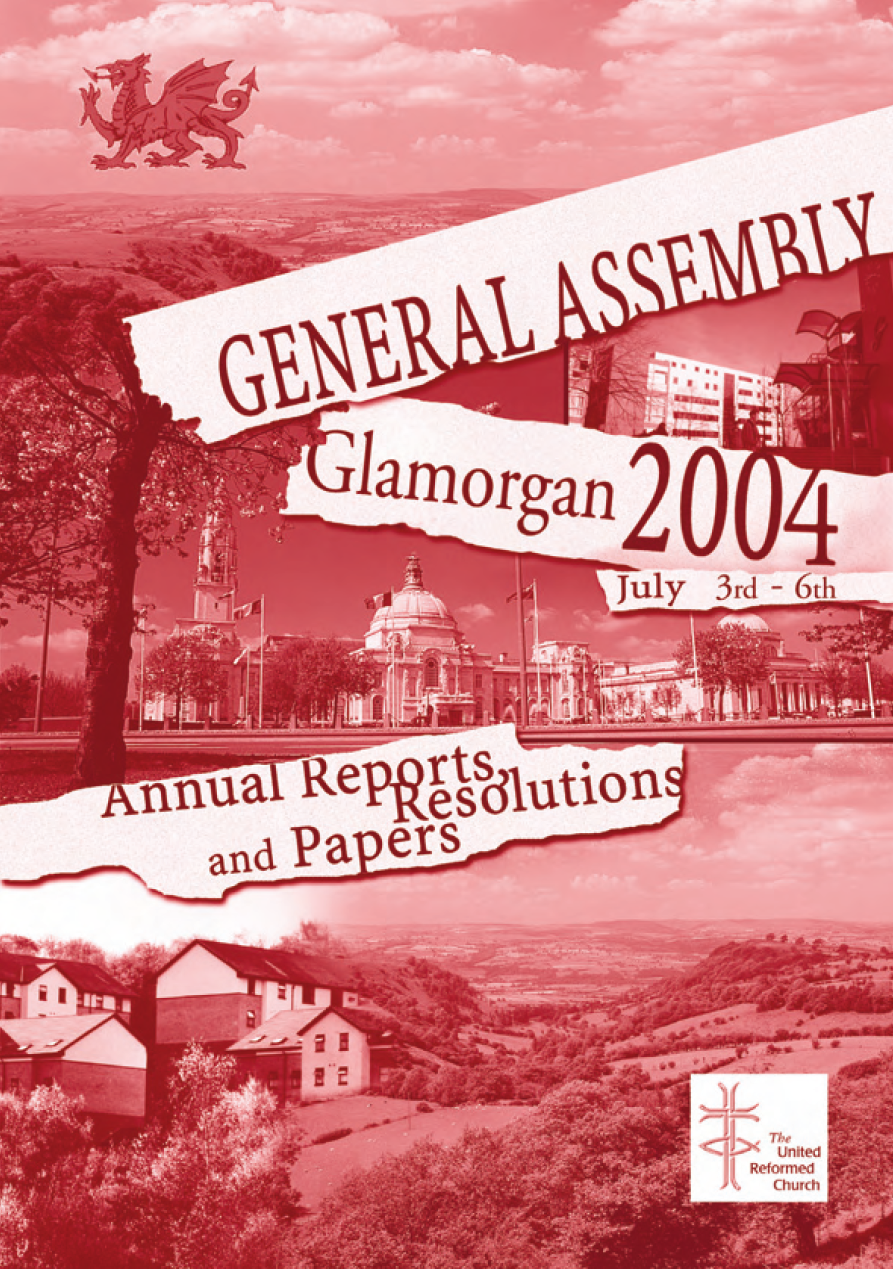 GENERAL ASSEMBLY
Glamorgan 2004
July 3rd - 6th
Annual Reports,
Resolutions
and Papers
The
United
Reformed
Church